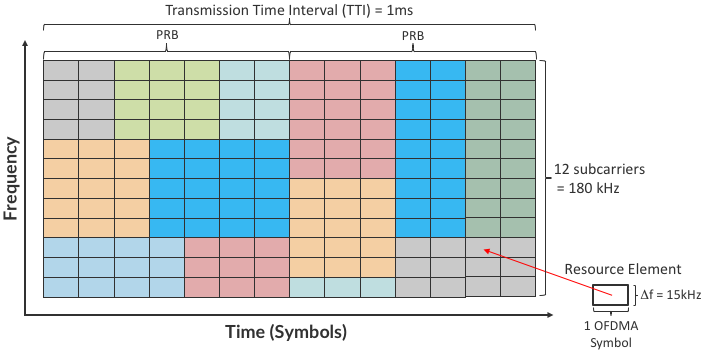 Transmission Time Interval (TTI) = 1ms
PRB
PRB
Frequency
12 subcarriers
= 180 kHz
Resource Element
Δf = 15kHz
1 OFDMA
Symbol
Time (Symbols)